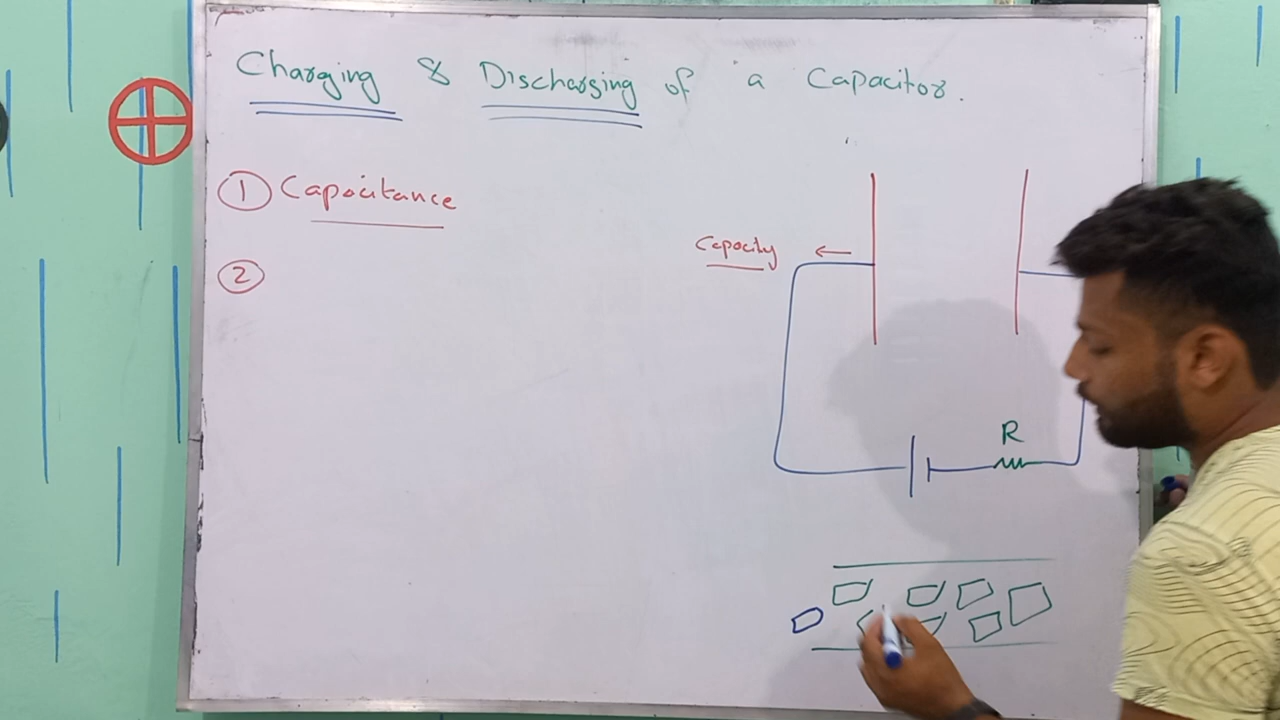 Charging & Discharging of a Capacitor.
① Capacitance
Capacity ←
②
R